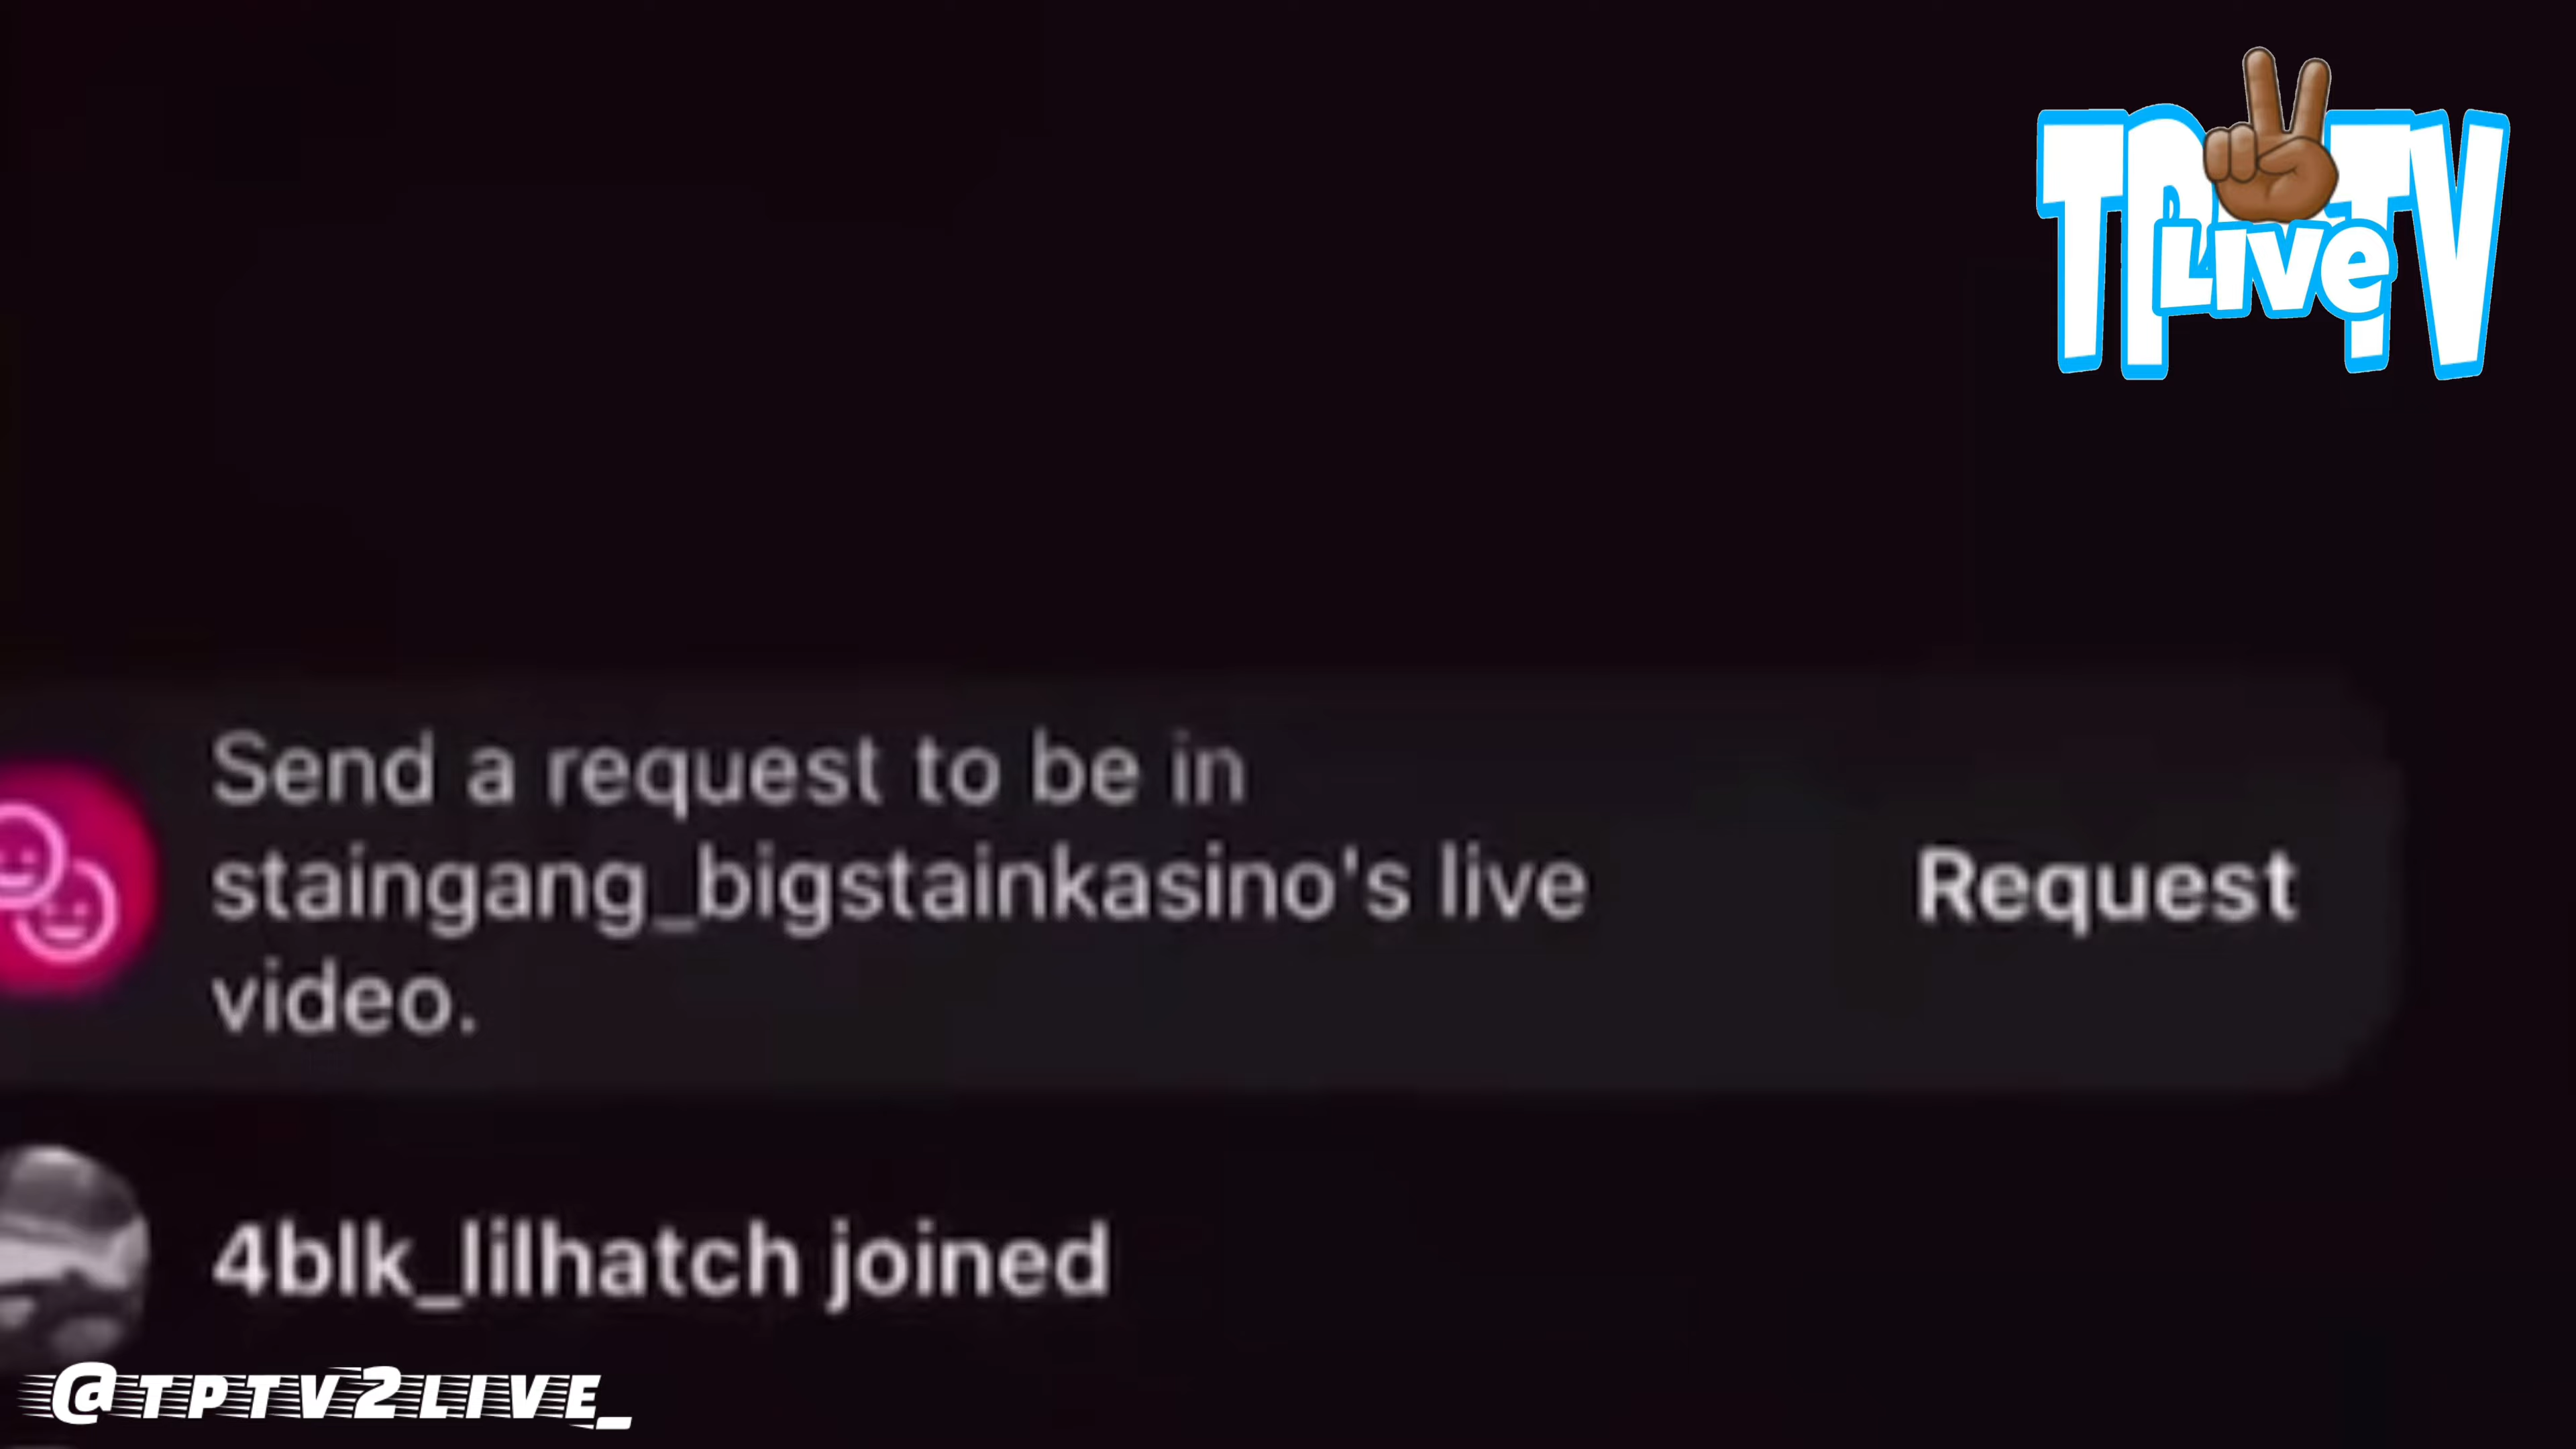 TPTV
Live
Send a request to be in
staingang_bigstainkasino's live
video.
Request
4blk_lilhatch joined
@TPTV2LIVE_